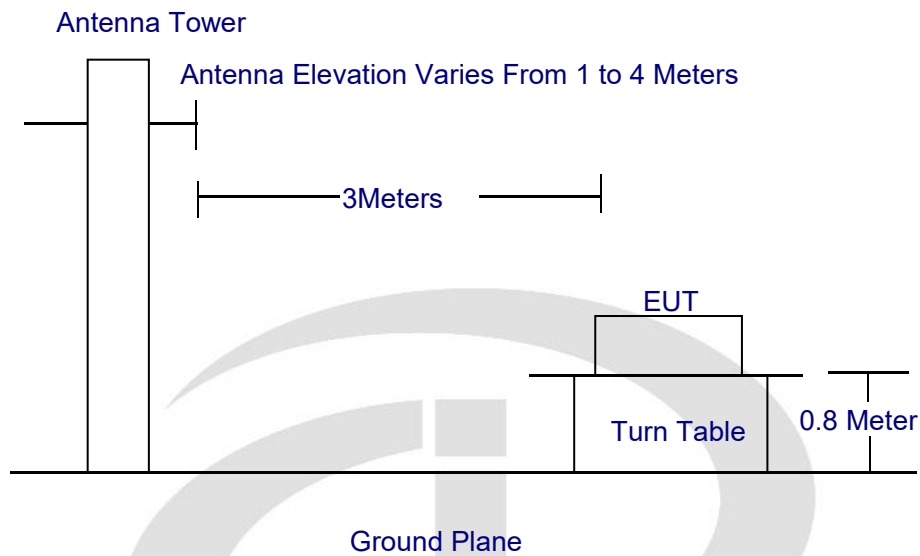 Antenna Tower
Antenna Elevation Varies From 1 to 4 Meters
3Meters
EUT
Turn Table
0.8 Meter
Ground Plane